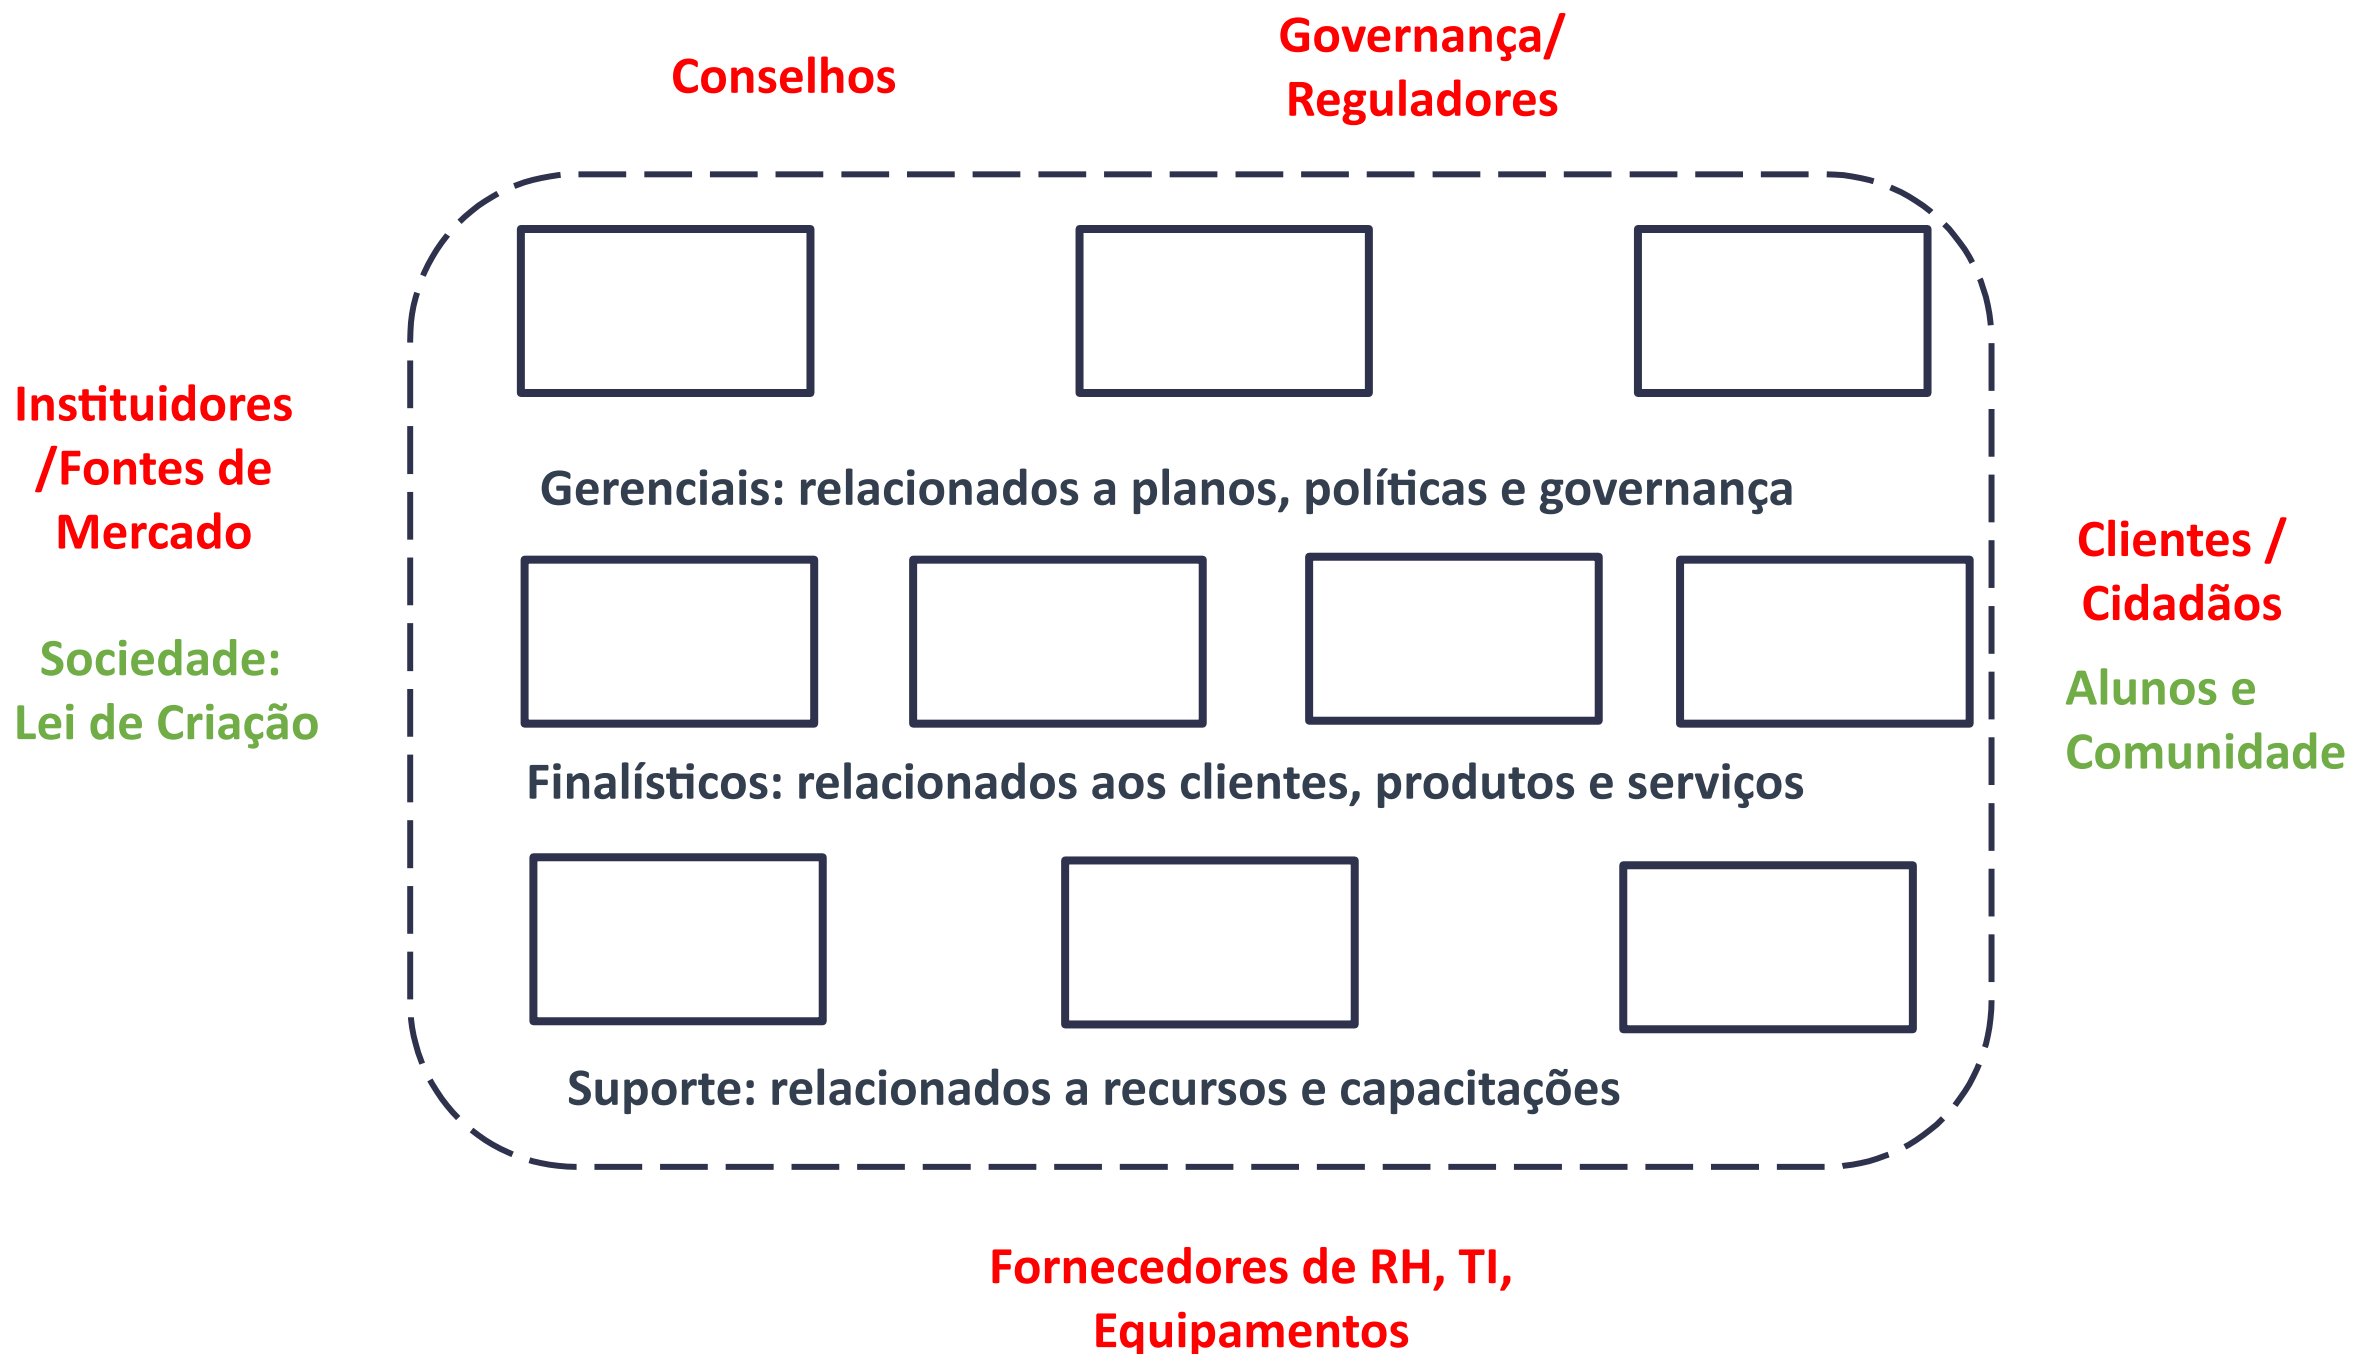 Conselhos
Governança/
Reguladores
Instituidores
/Fontes de
Mercado
Sociedade:
Lei de Criação
Gerenciais: relacionados a planos, políticas e governança
Finalísticos: relacionados aos clientes, produtos e serviços
Suporte: relacionados a recursos e capacitações
Clientes /
Cidadãos
Alunos e
Comunidade
Fornecedores de RH, TI,
Equipamentos